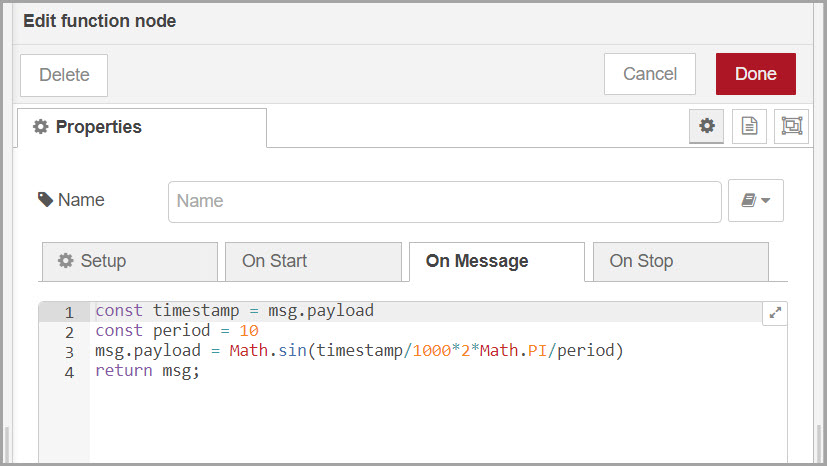 Edit function node
Delete Cancel Done
Properties
Name Name
Setup On Start On Message On Stop
1 const timestamp = msg.payload
2 const period = 10
3 msg.payload = Math.sin(timestamp/1000*2*Math.PI/period)
4 return msg;